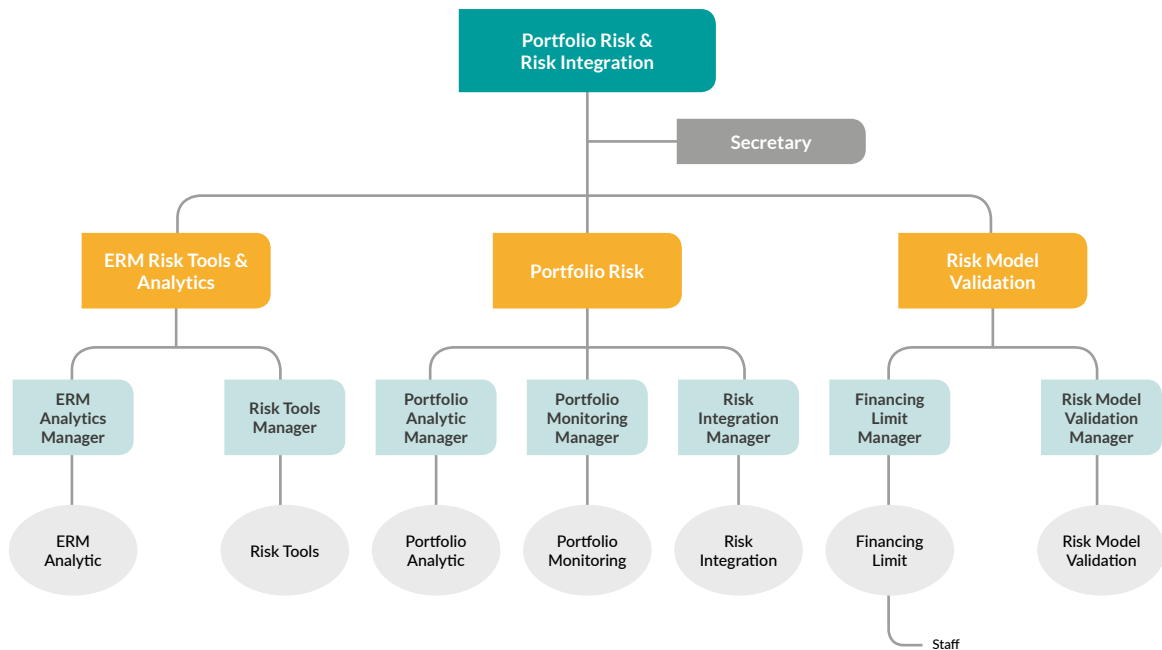 Portfolio Risk &
Risk Integration
Secretary
ERM Risk Tools &
Analytics
Portfolio Risk
Risk Model
Validation
ERM
Analytics
Manager
Risk Tools
Manager
Portfolio
Analytic
Manager
Portfolio
Monitoring
Manager
Risk
Integration
Manager
Financing
Limit
Manager
Risk Model
Validation
Manager
ERM
Analytic
Risk Tools
Portfolio
Analytic
Portfolio
Monitoring
Risk
Integration
Financing
Limit
Risk Model
Validation
Staff